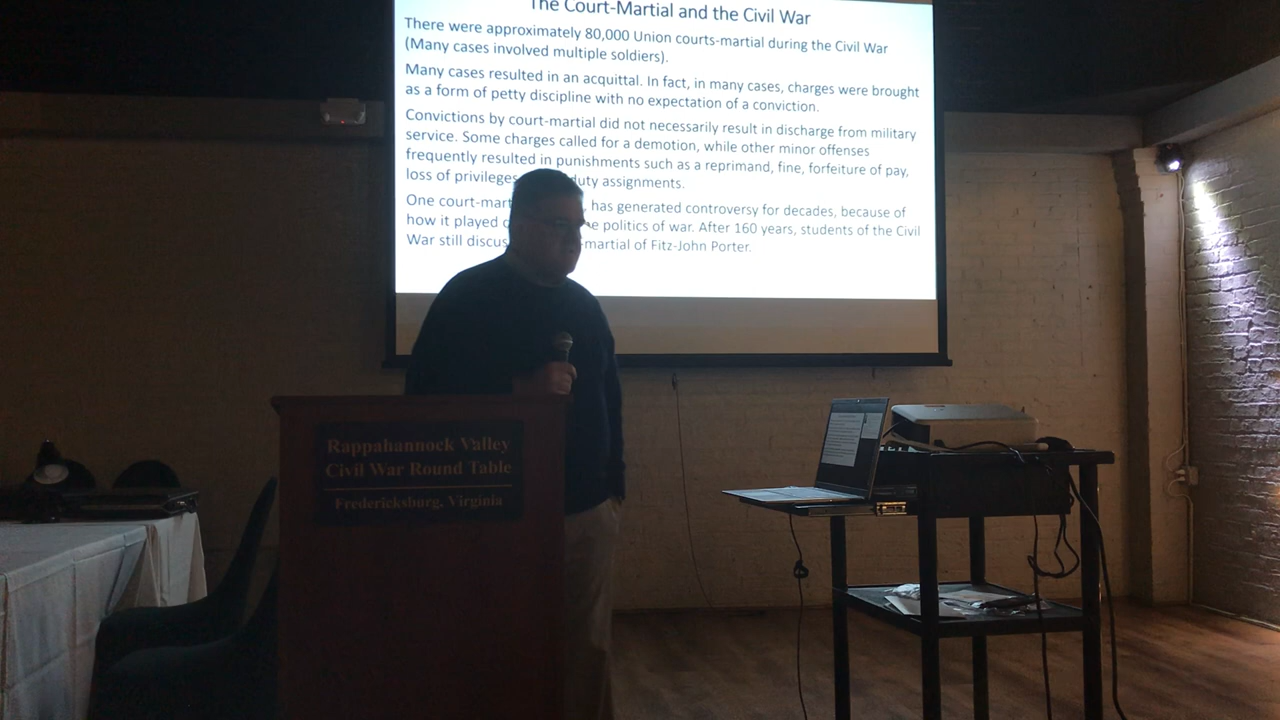 The Court-Martial and the Civil War
There were approximately 80,000 Union courts-martial during the Civil War
(Many cases involved multiple soldiers).
Many cases resulted in an acquittal. In fact, in many cases, charges were brought
as a form of petty discipline with no expectation of a conviction.
Convictions by court-martial did not necessarily result in discharge from military
service. Some charges called for a demotion, while other minor offenses
frequently resulted in punishments such as a reprimand, fine, forfeiture of pay,
loss of privileges duty assignments.
One has generated controversy for decades, because of
how it played politics of war. After 160 years, students of the Civil
War still -martial of Fitz-John Porter.
Rappahannock Valley
Civil War Round Table
Fredericksburg, Virginia